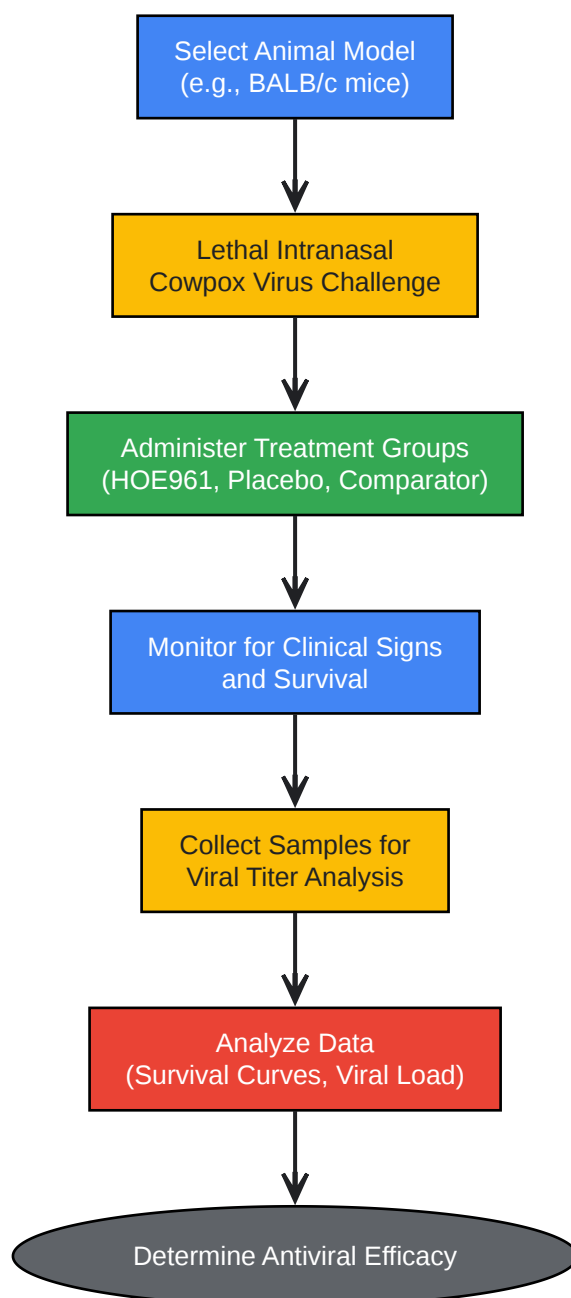 Select Animal Model
(e.g., BALB/c mice)
Lethal Intranasal
Cowpox Virus Challenge
Administer Treatment Groups
(HOE961, Placebo, Comparator)
Monitor for Clinical Signs
and Survival
Collect Samples for
Viral Titer Analysis
Analyze Data
(Survival Curves, Viral Load)
Determine Antiviral Efficacy